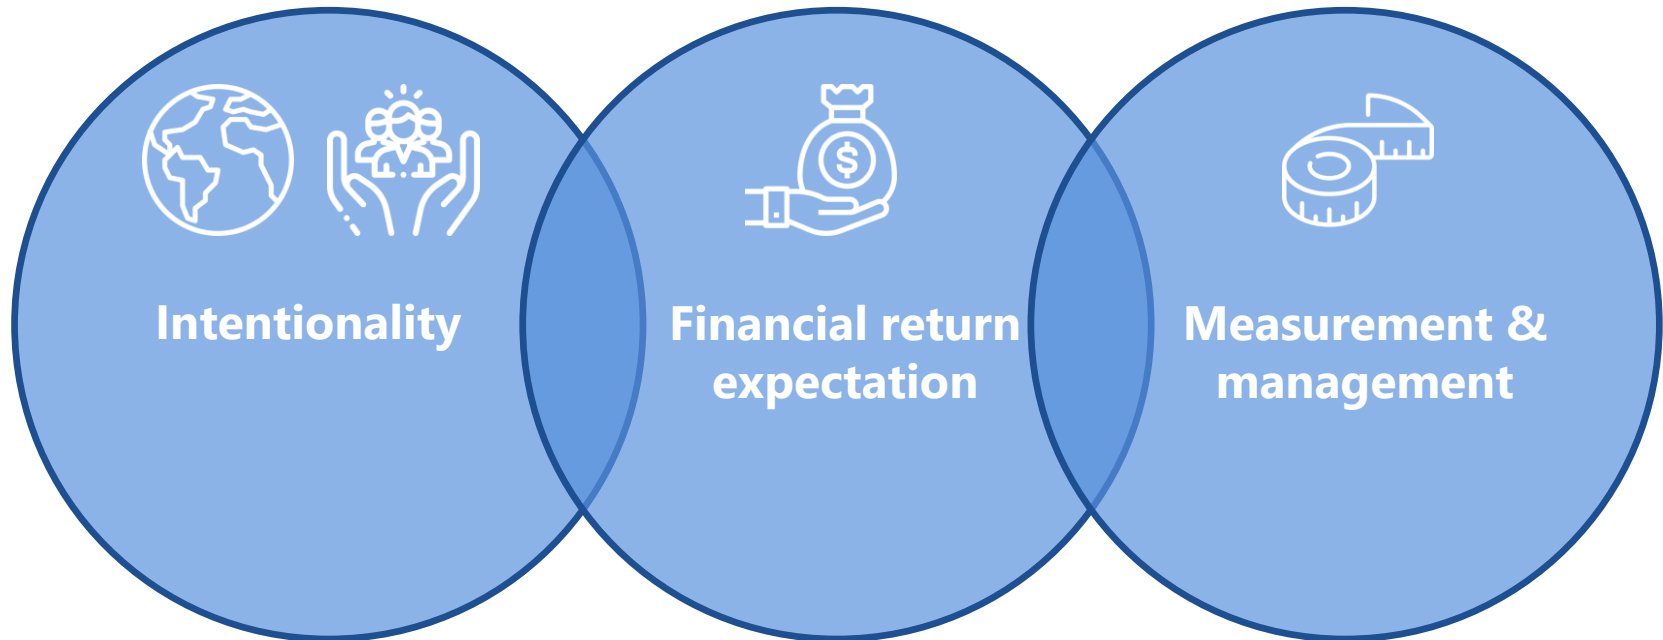 Intentionality
Financial return
expectation
Measurement &
management
$